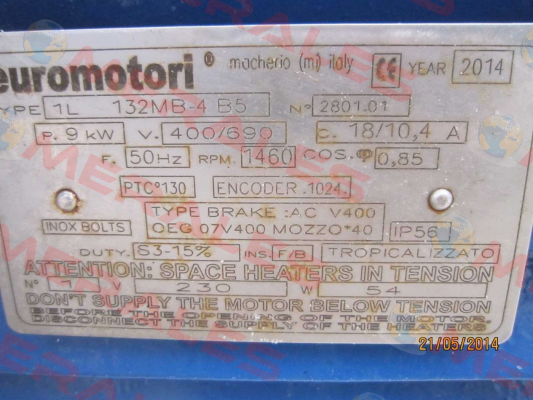 euromotori® macherio (mi) italy CE YEAR 2014
TYPE 1L 132MB-4 B5 N° 2801.01
P. 9 kW V. 400/690 C. 18/10,4 A
F. 50Hz RPM. 1460 COS.φ 0,85
PTC°130 ENCODER .1024.
TYPE BRAKE :AC V400
INOX BOLTS OEG 07V400 MOZZO*40 IP56
DUTY. S3-15% INS. F/B TROPICALIZZATO
ATTENTION: SPACE HEATERS IN TENSION
N° 1 V 230 W 54
DON'T SUPPLY THE MOTOR BELOW TENSION
BEFORE THE OPENING OF THE MOTOR.
DISCONNECT THE SUPPLY OF THE HEATERS
21/05/2014
MERALES